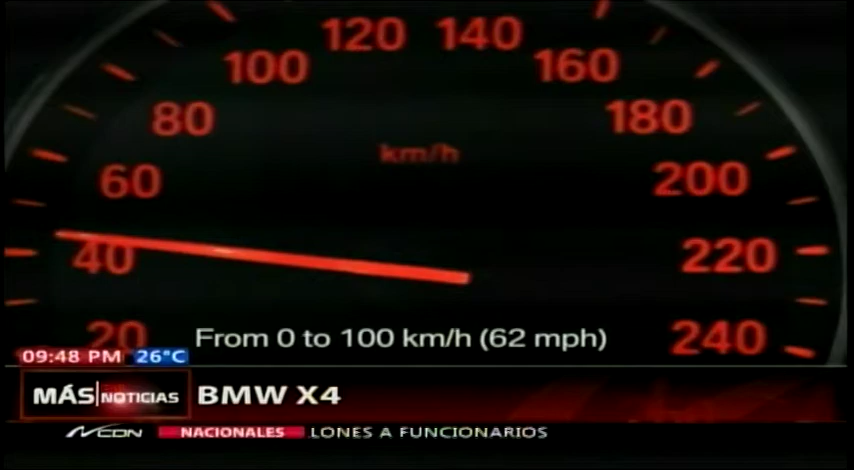 120 140
100 160
80 180
km/h
60 200
40 220
20 240
From 0 to 100 km/h (62 mph)
09:48 PM 26°C
MÁS NOTICIAS BMW X4
CDN NACIONALES LONES A FUNCIONARIOS